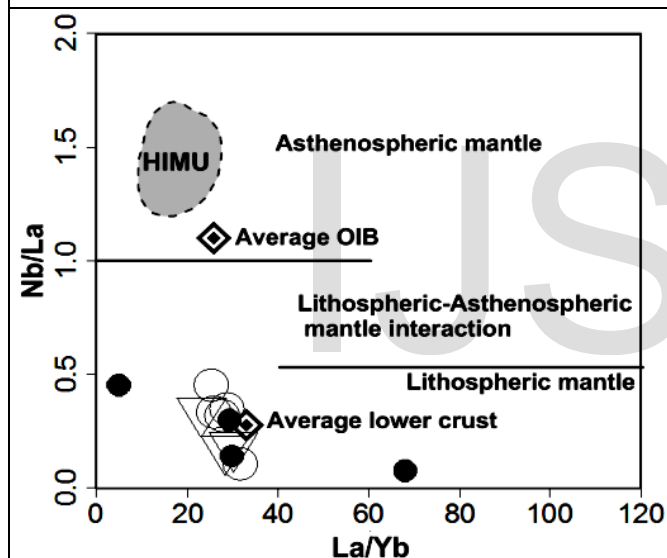 2.0
1.5
1.0
0.5
0.0
Nb/La
HIMU
Asthenospheric mantle
Average OIB
Lithospheric-Asthenospheric
mantle interaction
Lithospheric mantle
Average lower crust
0 20 40 60 80 100 120
La/Yb
IJS